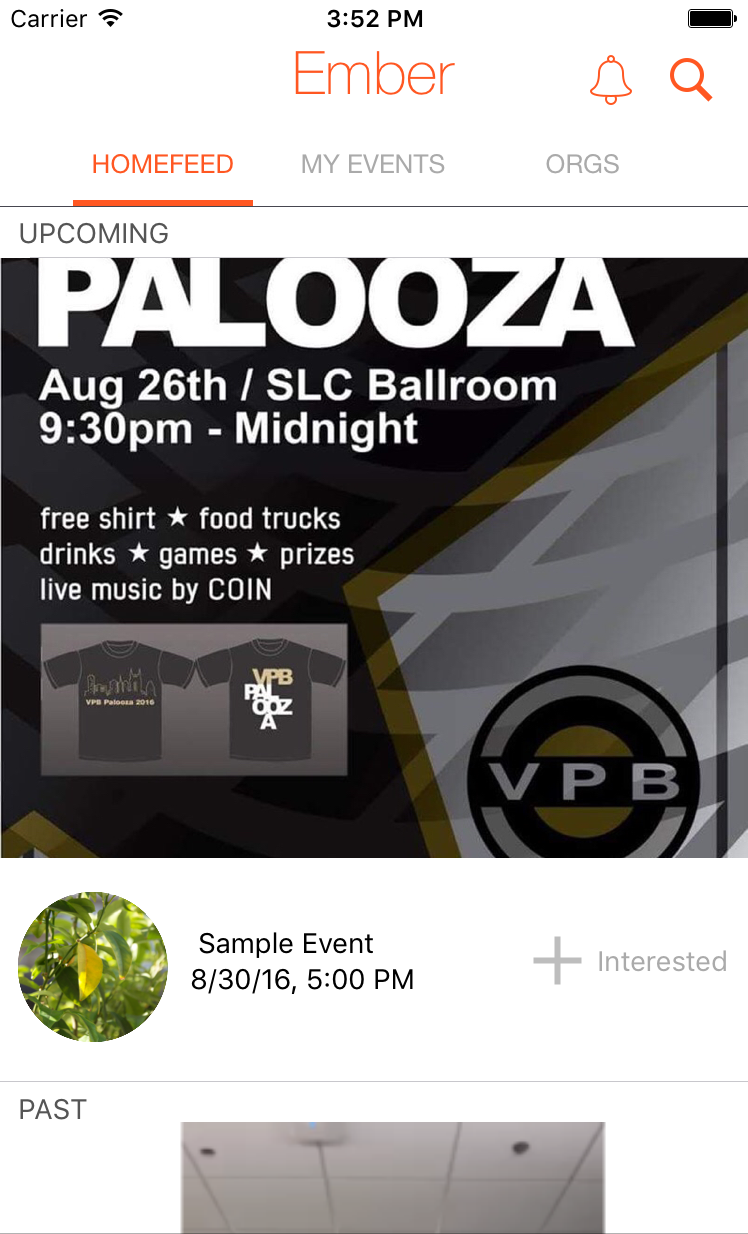 Carrier 3:52 PM
Ember
HOMEFEED MY EVENTS ORGS
UPCOMING
PALOOZA
Aug 26th / SLC Ballroom
9:30pm - Midnight
free shirt ★ food trucks
drinks ★ games ★ prizes
live music by COIN
VPB Palooza 2016
VPB
PAL
OOZ
A
VPB
Sample Event
8/30/16, 5:00 PM
Interested
PAST